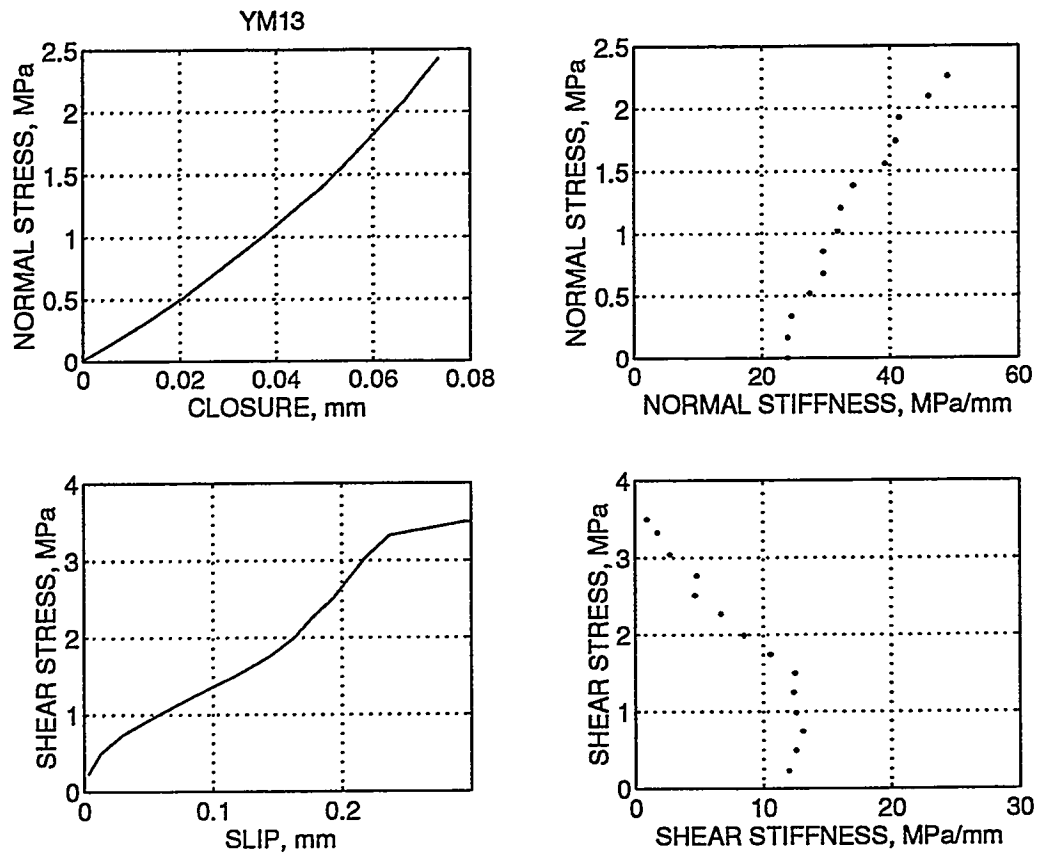 YM13
NORMAL STRESS, MPa
2.5
2
1.5
1
0.5
0
0 0.02 0.04 0.06 0.08
CLOSURE, mm
NORMAL STRESS, MPa
2.5
2
1.5
1
0.5
0
0 20 40 60
NORMAL STIFFNESS, MPa/mm
SHEAR STRESS, MPa
4
3
2
1
0
0 0.1 0.2
SLIP, mm
SHEAR STRESS, MPa
4
3
2
1
0
0 10 20 30
SHEAR STIFFNESS, MPa/mm